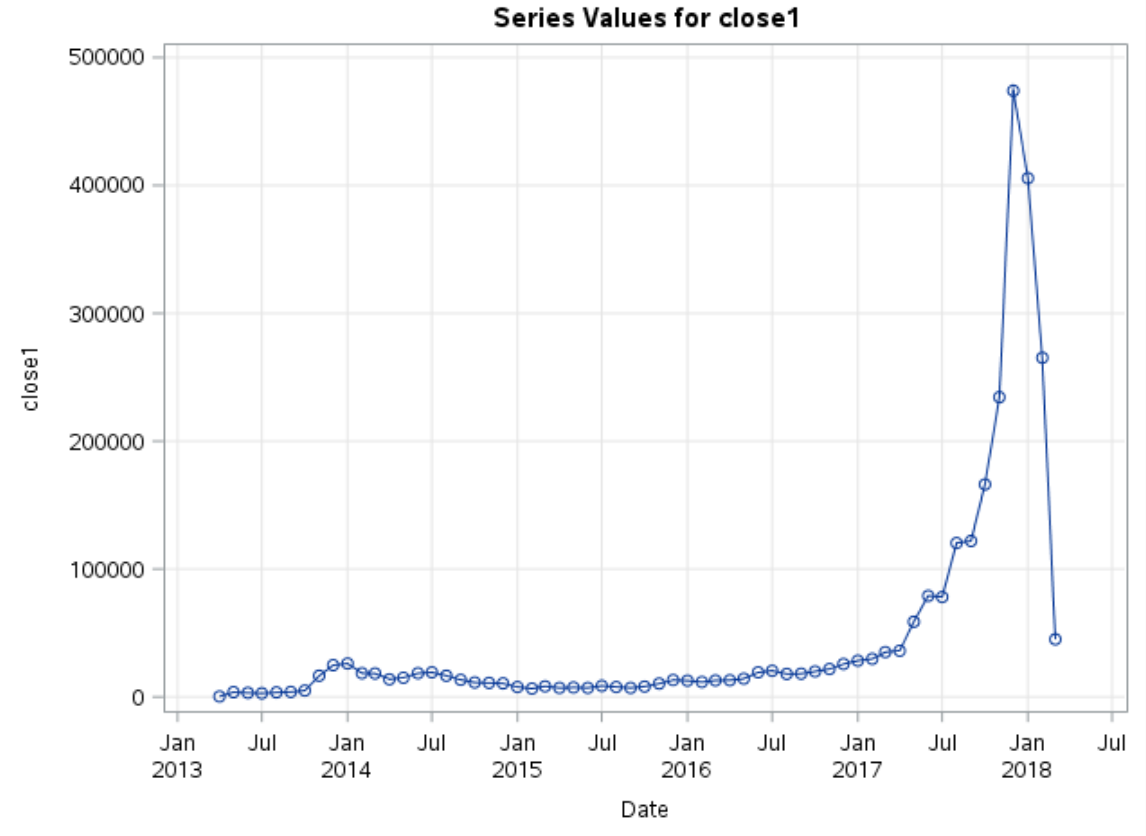 Series Values for close1
500000
400000
300000
200000
100000
0
close1
Jan Jul Jan Jul Jan Jul Jan Jul Jan Jul Jan Jul
2013 2014 2015 2016 2017 2018
Date